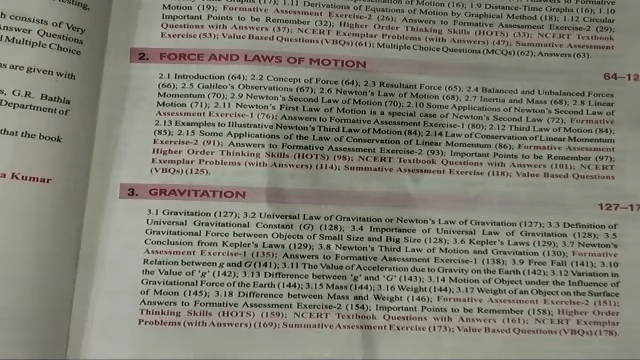 Motion (19); Formative Assessment Exercise-2 (26); Answers to Formative Assessment Exercise-2 (29);
1.11 Derivations of Equations of Motion by Graphical Method (18); 1.12 Circular
Important Points to be Remember (32); Higher Order Thinking Skills (HOTS) (33); NCERT Textbook
Questions with Answers (37); NCERT Exemplar Problems (with Answers) (47); Summative Assessment
Exercise (53); Value Based Questions (VBQs) (61); Multiple Choice Questions (MCQs) (62); Answers (63).
2. FORCE AND LAWS OF MOTION
64–12
2.1 Introduction (64); 2.2 Concept of Force (64); 2.3 Resultant Force (65); 2.4 Balanced and Unbalanced Forces
(66); 2.5 Galileo's Observations (67); 2.6 Newton's Law of Motion (68); 2.7 Inertia and Mass (68); 2.8 Linear
Momentum (70); 2.9 Newton's Second Law of Motion (70); 2.10 Some Applications of Newton's Second Law of
Motion (71); 2.11 Newton's First Law of Motion is a special case of Newton's Second Law (72); Formative
Assessment Exercise-1 (76); Answers to Formative Assessment Exercise-1 (80); 2.12 Third Law of Motion (84);
2.13 Examples to Illustrative Newton's Third Law of Motion (84); 2.14 Law of Conservation of Linear Momentum
(85); 2.15 Some Applications of the Law of Conservation of Linear Momentum (86); Formative Assessment
Exercise-2 (91); Answers to Formative Assessment Exercise-2 (93); Important Points to be Remember (97);
Higher Order Thinking Skills (HOTS) (98); NCERT Textbook Questions with Answers (101); NCERT
Exemplar Problems (with Answers) (114); Summative Assessment Exercise (118); Value Based Questions
(VBQs) (125).
3. GRAVITATION
127–17
3.1 Gravitation (127); 3.2 Universal Law of Gravitation or Newton's Law of Gravitation (127); 3.3 Definition of
Universal Gravitational Constant (G) (128); 3.4 Importance of Universal Law of Gravitation (128); 3.5
Gravitational Force between Objects of Small Size and Big Size (128); 3.6 Kepler's Laws (129); 3.7 Newton's
Conclusion from Kepler's Laws (129); 3.8 Newton's Third Law of Motion and Gravitation (130); Formative
Assessment Exercise-1 (135); Answers to Formative Assessment Exercise-1 (138); 3.9 Free Fall (141); 3.10
Relation between g and G (141); 3.11 The Value of Acceleration due to Gravity on the Earth (142); 3.12 Variation in
the Value of 'g' (142); 3.13 Difference between 'g' and 'G' (143); 3.14 Motion of Object under the Influence of
Gravitational Force of the Earth (144); 3.15 Mass (144); 3.16 Weight (144); 3.17 Weight of an Object on the Surface
of Moon (145); 3.18 Difference between Mass and Weight (146); Formative Assessment Exercise-2 (151);
Answers to Formative Assessment Exercise-2 (154); Important Points to be Remember (158); Higher Order
Thinking Skills (HOTS) (159); NCERT Textbook Questions with Answers (161); NCERT Exemplar
Problems (with Answers) (169); Summative Assessment Exercise (173); Value Based Questions (VBQs) (178).
h consists of Very
Answer Questions
Multiple Choice
s are given with
s, G.R. Bathla
Department of
that the book
a Kumar